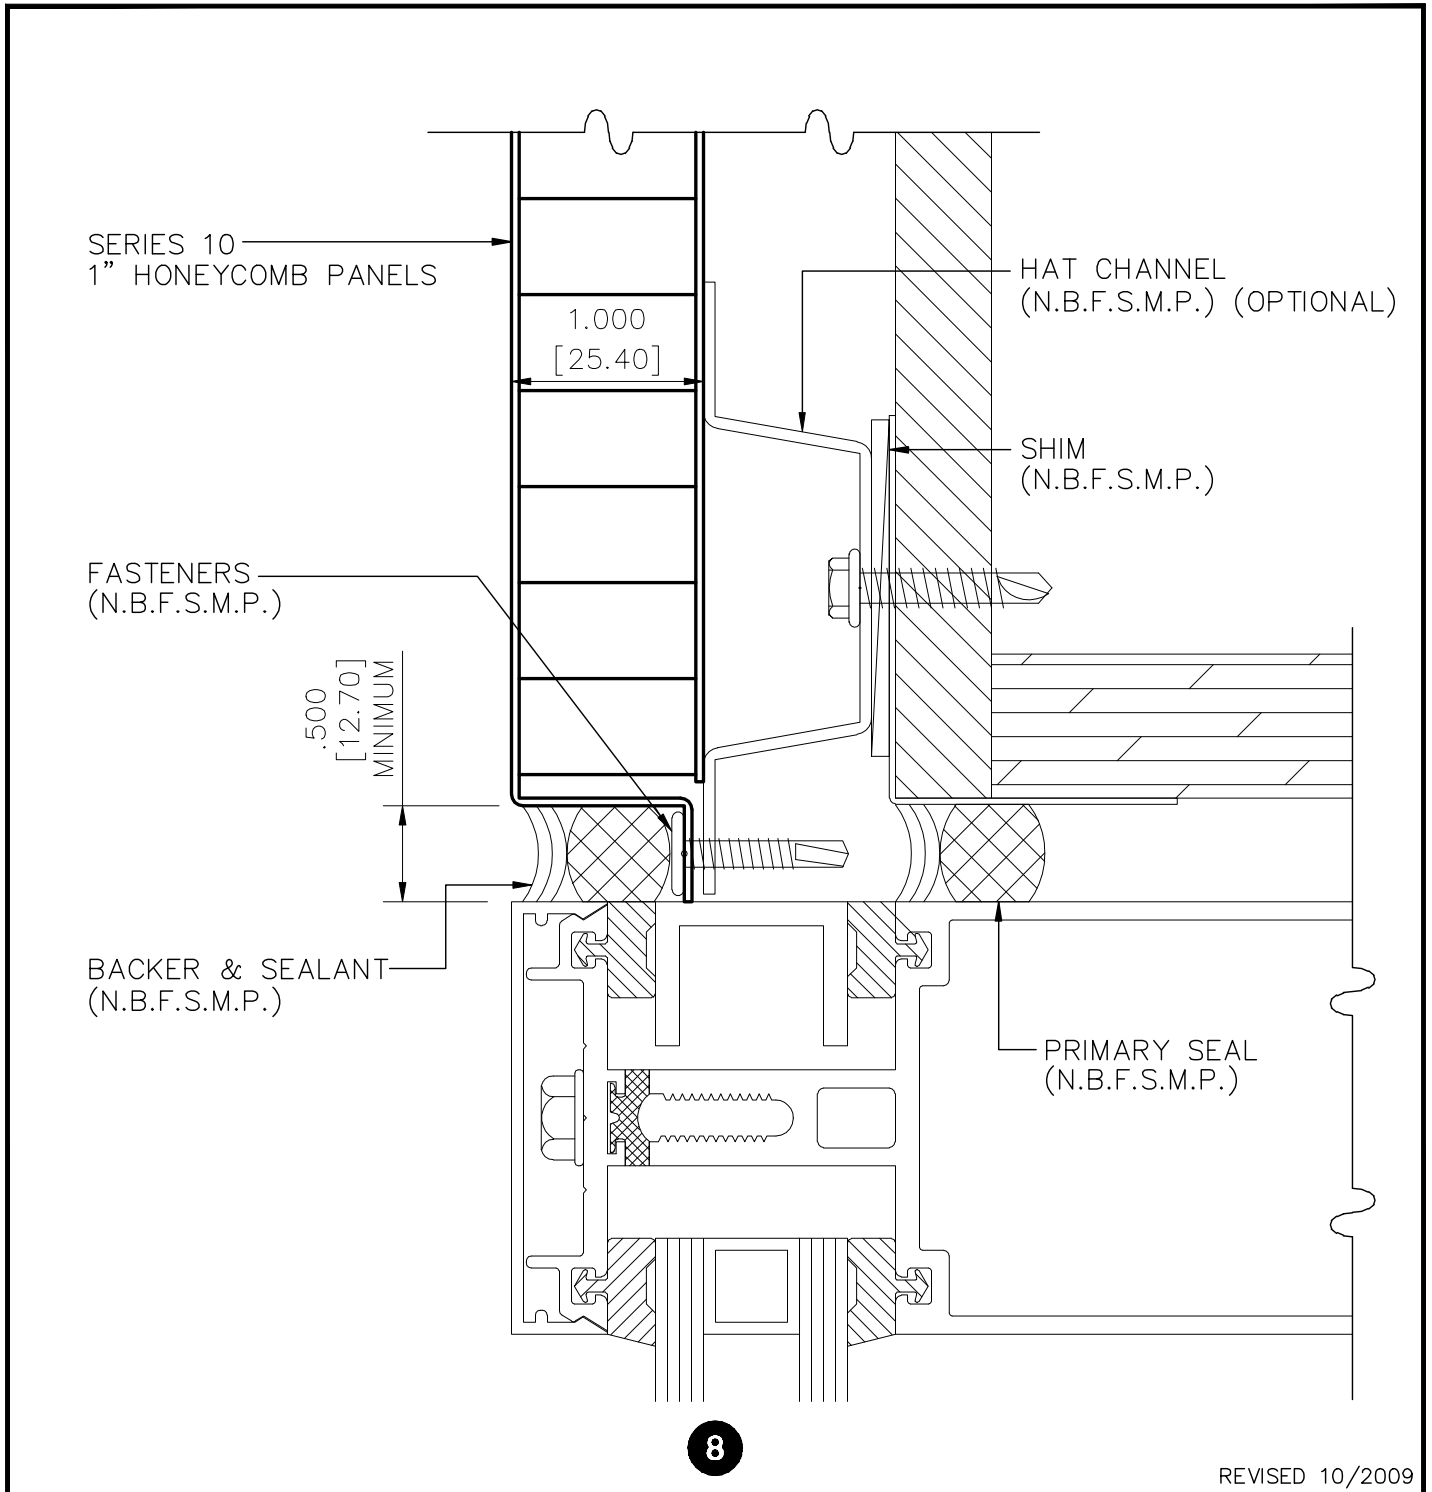 SERIES 10
1” HONEYCOMB PANELS
HAT CHANNEL
(N.B.F.S.M.P.) (OPTIONAL)
1.000
[25.40]
SHIM
(N.B.F.S.M.P.)
FASTENERS
(N.B.F.S.M.P.)
.500
[12.70]
MINIMUM
BACKER & SEALANT
(N.B.F.S.M.P.)
PRIMARY SEAL
(N.B.F.S.M.P.)
8
REVISED 10/2009